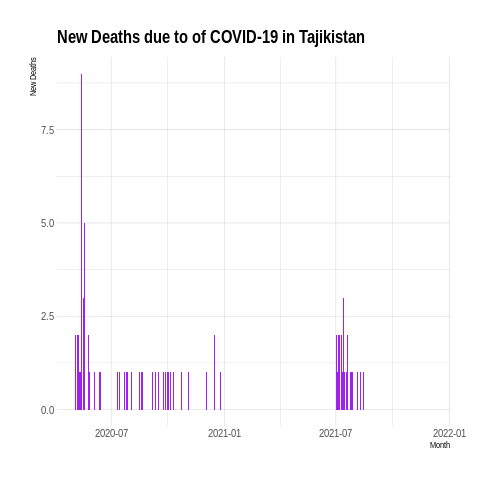 New Deaths due to of COVID-19 in Tajikistan
New Deaths
7.5
5.0
2.5
0.0
2020-07 2021-01 2021-07 2022-01
Month